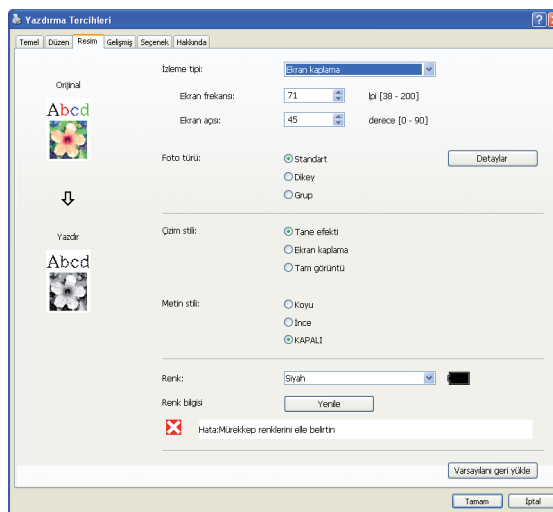 Yazdırma Tercihleri
Temel Düzen Resim Gelişmiş Seçenek Hakkında
İzleme tipi: Ekran kaplama
Orijinal
Abcd
Ekran frekansı: 71 lpi [38 - 200]
Ekran açısı: 45 derece [0 - 90]
Foto türü: Standart Detaylar
Dikey
Grup
Yazdır
Abcd
Çizim stili: Tane efekti
Ekran kaplama
Tam görüntü
Metin stili: Koyu
İnce
KAPALI
Renk: Siyah
Renk bilgisi Yenile
Hata:Mürekkep renklerini elle belirtin
Varsayılanı geri yükle
Tamam İptal